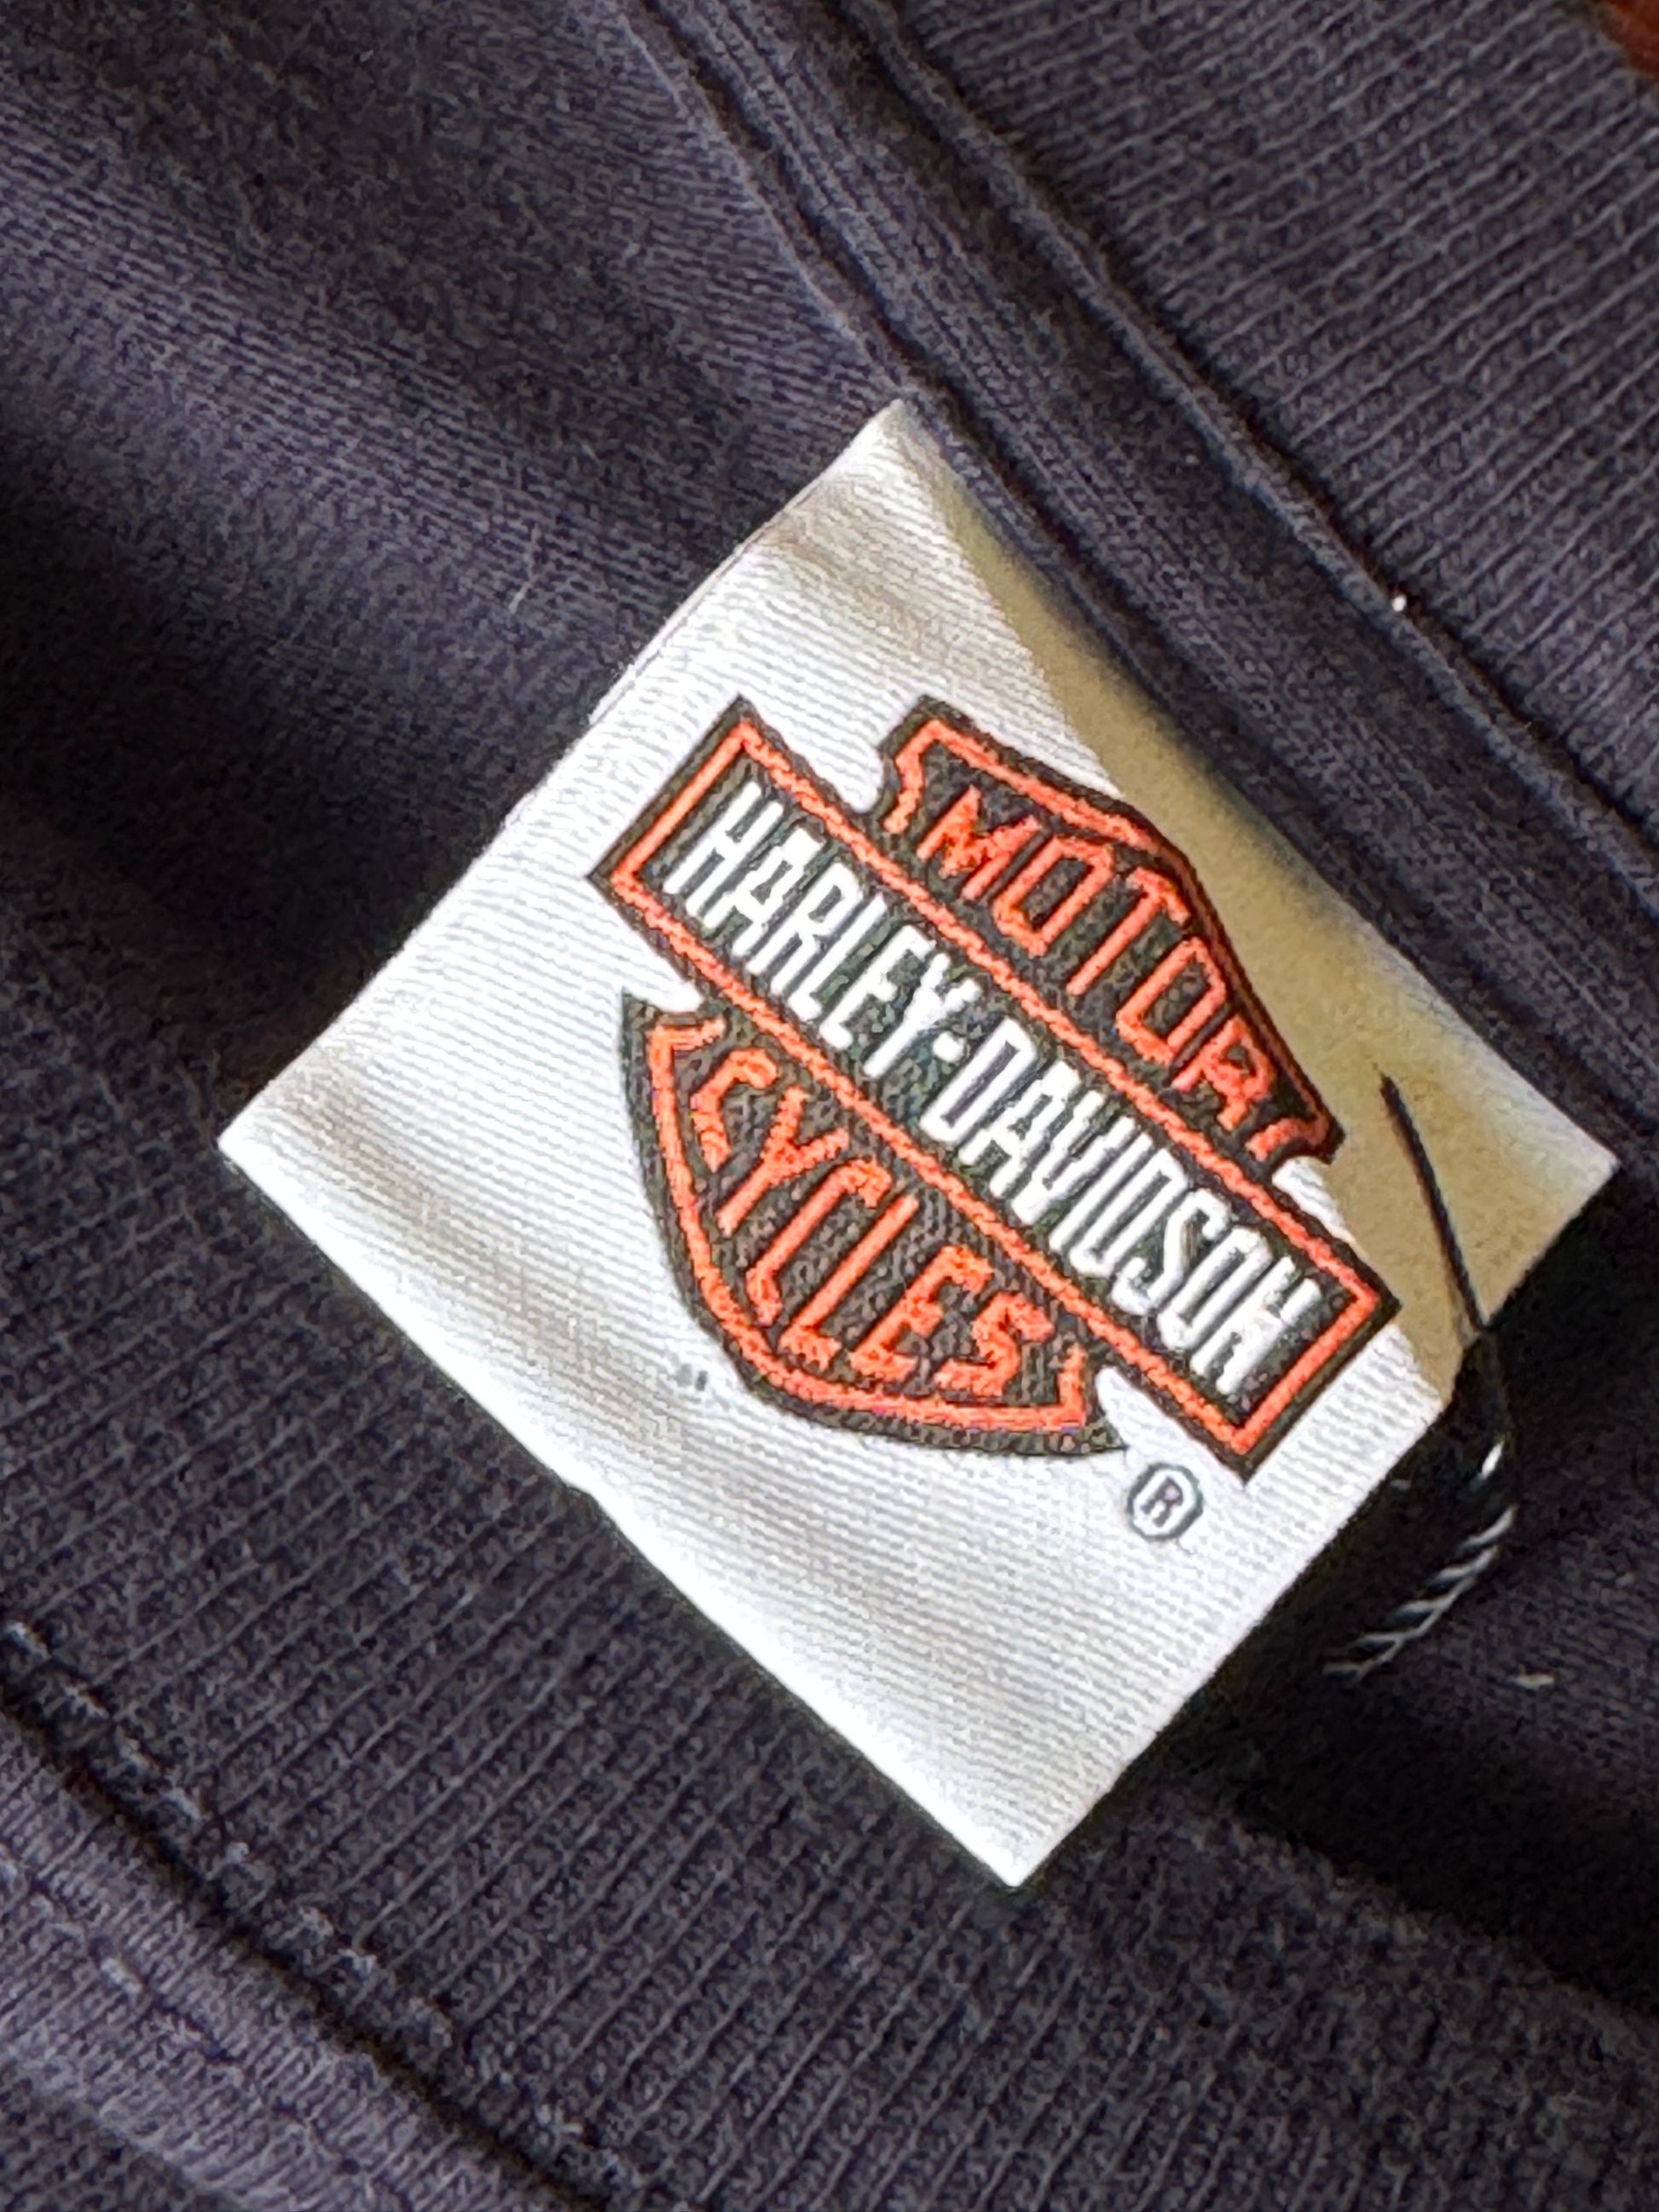 MOTOR
HARLEY-DAVIDSON
CYCLES
®